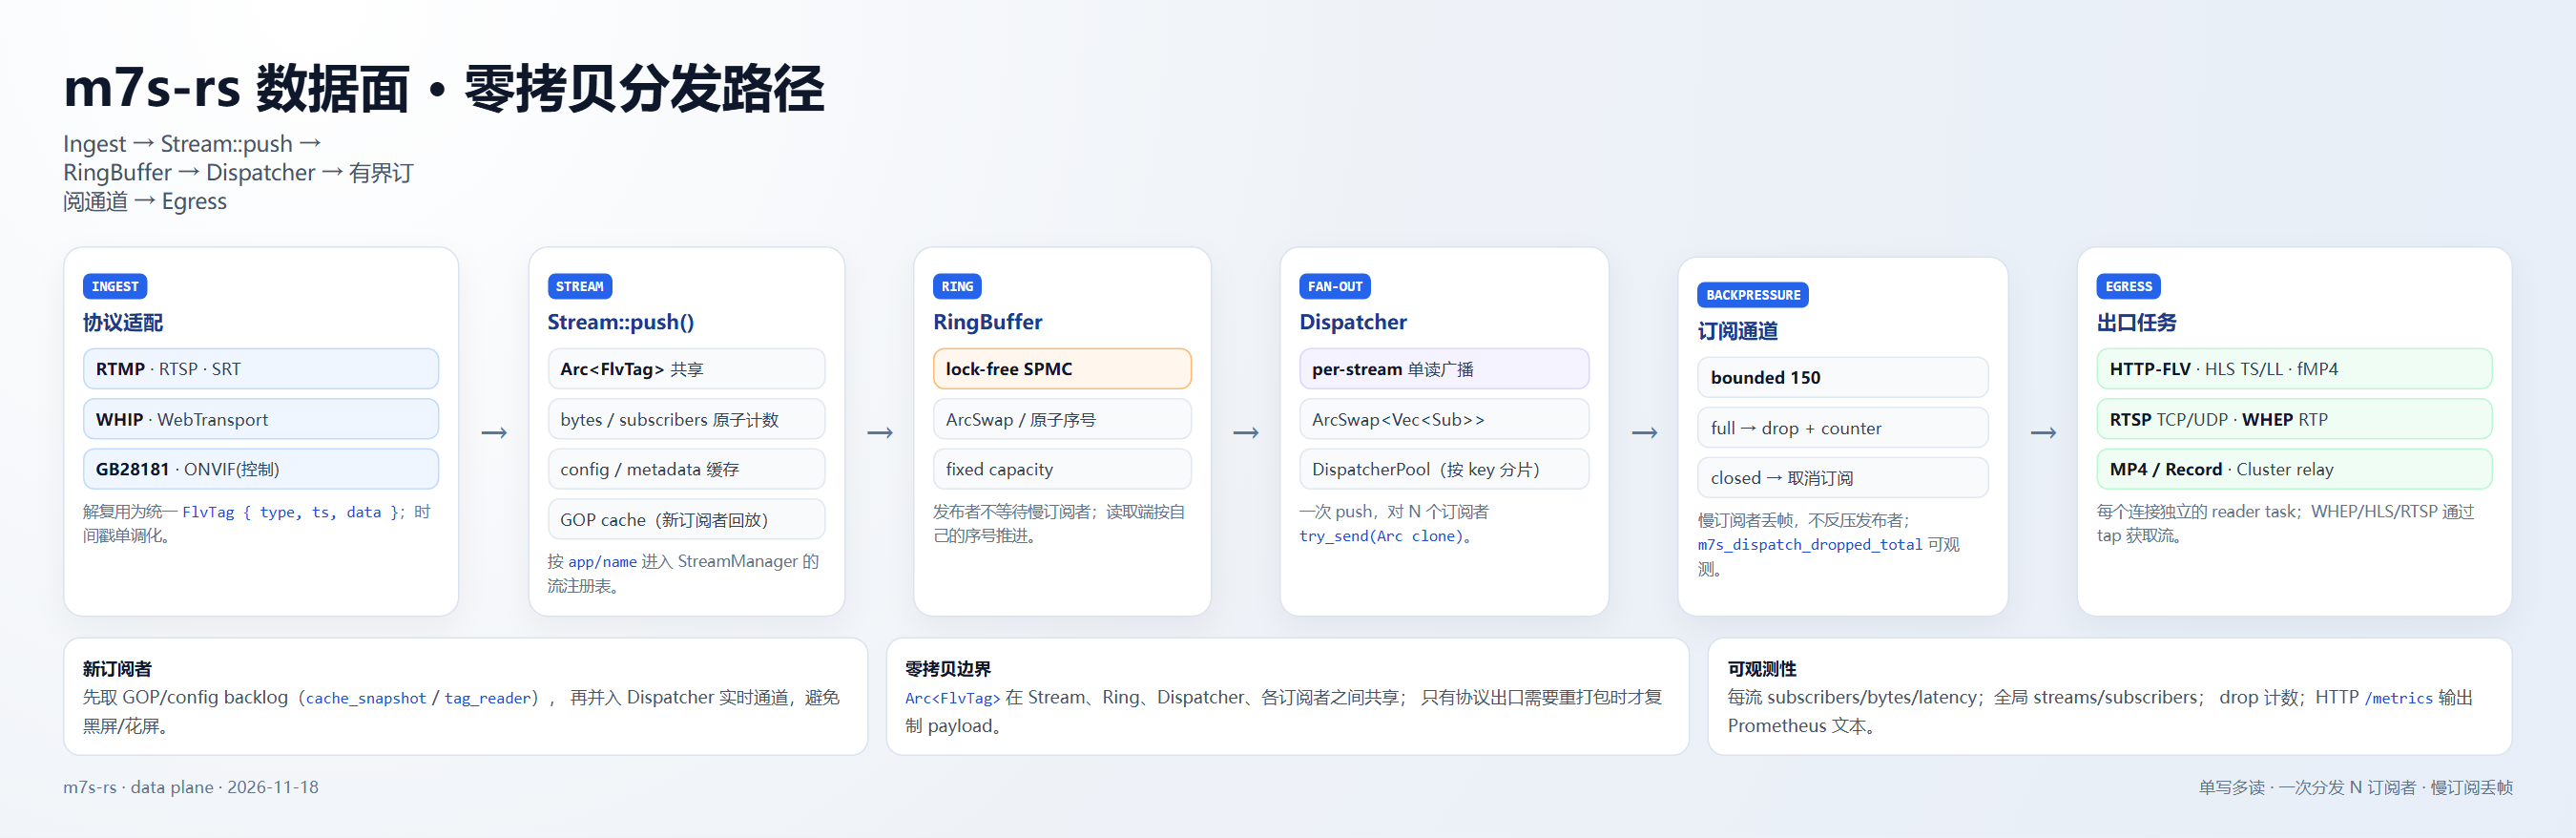 m7s-rs 数据面 • 零拷贝分发路径
Ingest → Stream::push →
RingBuffer → Dispatcher → 有界订
阅通道 → Egress
INGEST
协议适配
RTMP · RTSP · SRT
WHIP · WebTransport
GB28181 · ONVIF(控制)
解复用为统一 FlvTag { type, ts, data }；时
间戳单调化。
→
STREAM
Stream::push()
Arc<FlvTag> 共享
bytes / subscribers 原子计数
config / metadata 缓存
GOP cache（新订阅者回放）
按 app/name 进入 StreamManager 的
流注册表。
→
RING
RingBuffer
lock-free SPMC
ArcSwap / 原子序号
fixed capacity
发布者不等待慢订阅者；读取端按自
己的序号推进。
→
FAN-OUT
Dispatcher
per-stream 单读广播
ArcSwap<Vec<Sub>>
DispatcherPool（按 key 分片）
一次 push，对 N 个订阅者
try_send(Arc clone)。
→
BACKPRESSURE
订阅通道
bounded 150
full → drop + counter
closed → 取消订阅
慢订阅者丢帧，不反压发布者；
m7s_dispatch_dropped_total 可观
测。
→
EGRESS
出口任务
HTTP-FLV · HLS TS/LL · fMP4
RTSP TCP/UDP · WHEP RTP
MP4 / Record · Cluster relay
每个连接独立的 reader task；WHEP/HLS/RTSP 通过
tap 获取流。
新订阅者
先取 GOP/config backlog（cache_snapshot / tag_reader）， 再并入 Dispatcher 实时通道，避免
黑屏/花屏。
零拷贝边界
Arc<FlvTag> 在 Stream、Ring、Dispatcher、各订阅者之间共享； 只有协议出口需要重打包时才复
制 payload。
可观测性
每流 subscribers/bytes/latency；全局 streams/subscribers； drop 计数；HTTP /metrics 输出
Prometheus 文本。
m7s-rs · data plane · 2026-11-18
单写多读 · 一次分发 N 订阅者 · 慢订阅丢帧